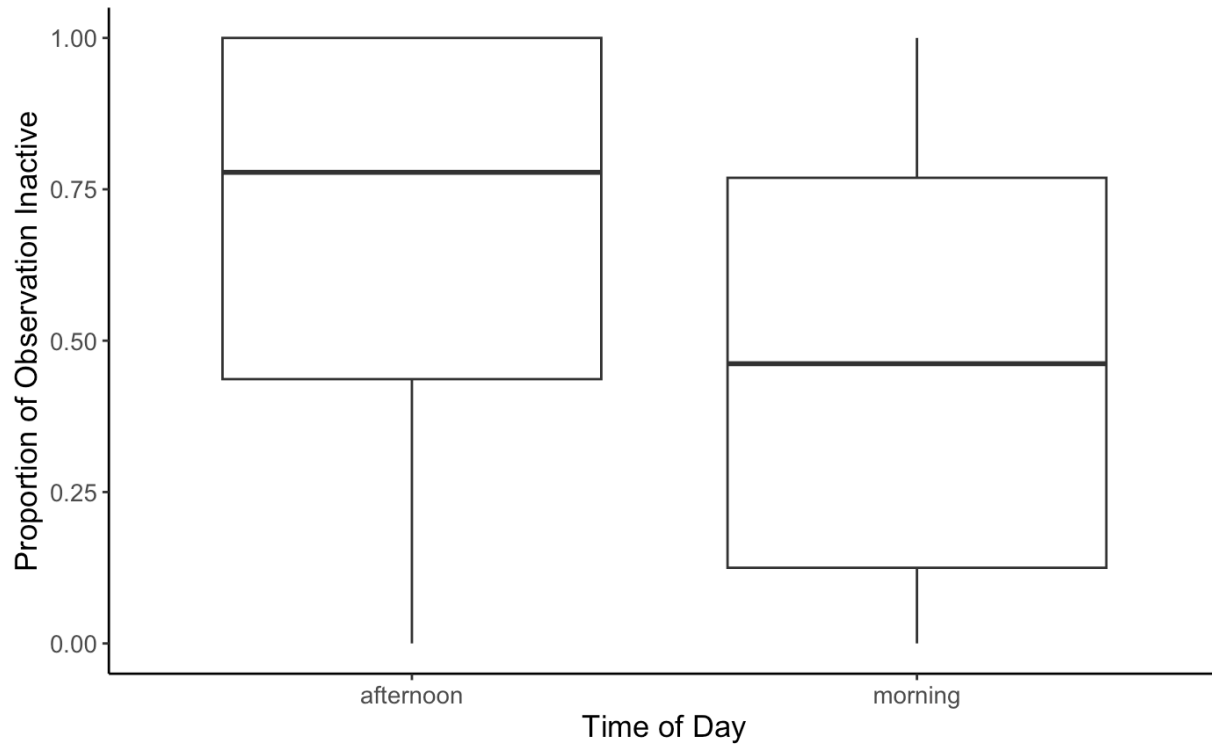 Proportion of Observation Inactive
1.00
0.75
0.50
0.25
0.00
afternoon morning
Time of Day